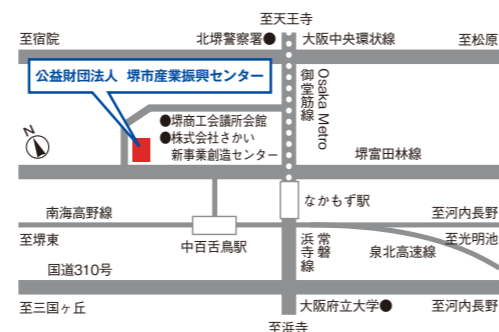 至天王寺
至宿院
北堺警察署●
大阪中央環状線
至松原
公益財団法人 堺市産業振興センター
御堂筋線
Osaka Metro
●堺商工会議所会館
●株式会社さかい
新事業創造センター
N
堺富田林線
なかもず駅
南海高野線
至河内長野
至堺東
中百舌鳥駅
常磐浜寺線
泉北高速線
至光明池
国道310号
至三国ヶ丘
大阪府立大学●
至河内長野
至浜寺